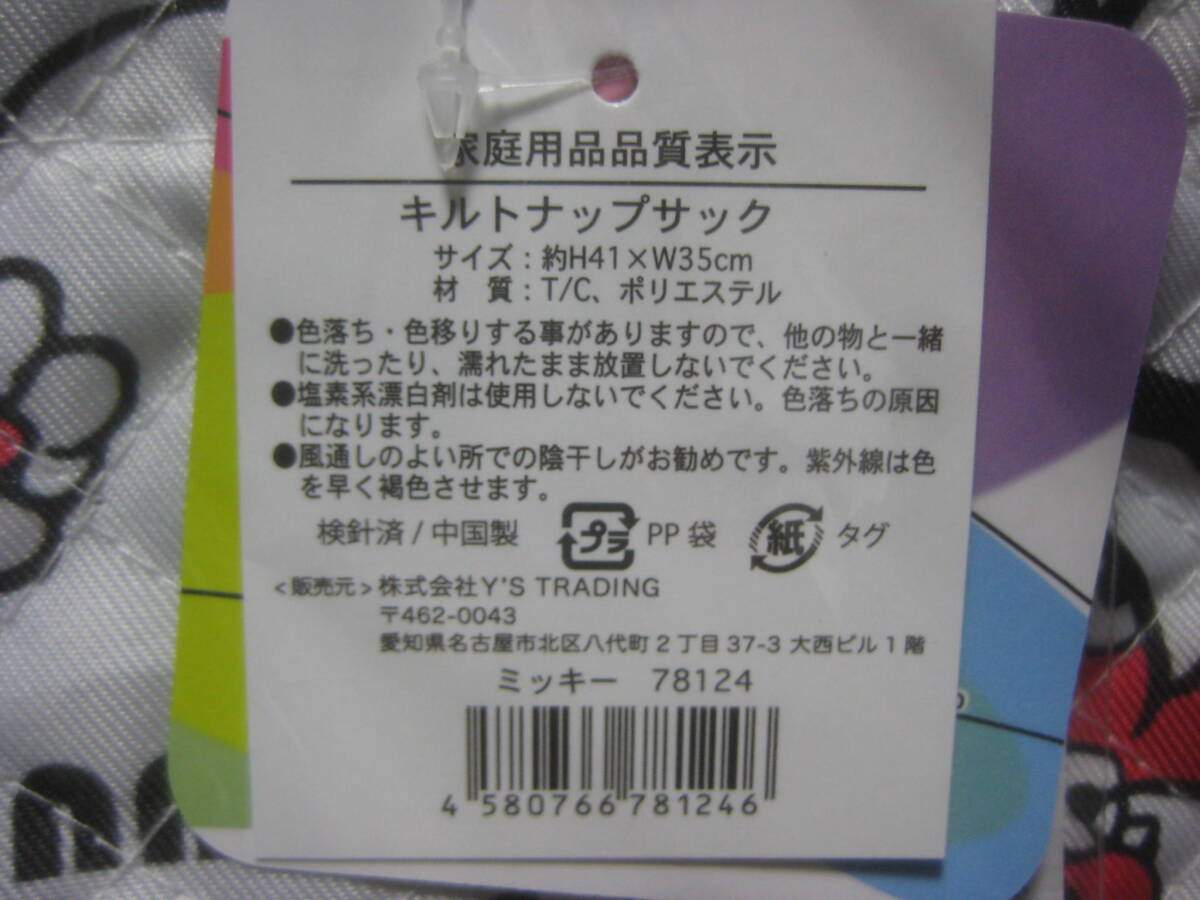 家庭用品品質表示
キルトナップサック
サイズ：約H41×W35cm
材　質：T/C、ポリエステル
●色落ち・色移りする事がありますので、他の物と一緒
に洗ったり、濡れたまま放置しないでください。
●塩素系漂白剤は使用しないでください。色落ちの原因
になります。
●風通しのよい所での陰干しがお勧めです。紫外線は色
を早く褐色させます。
検針済 / 中国製 プラ PP 袋 紙 タグ
<販売元> 株式会社Y'S TRADING
〒462-0043
愛知県名古屋市北区八代町２丁目37-3 大西ビル１階
ミッキー　78124
4 580766 781246